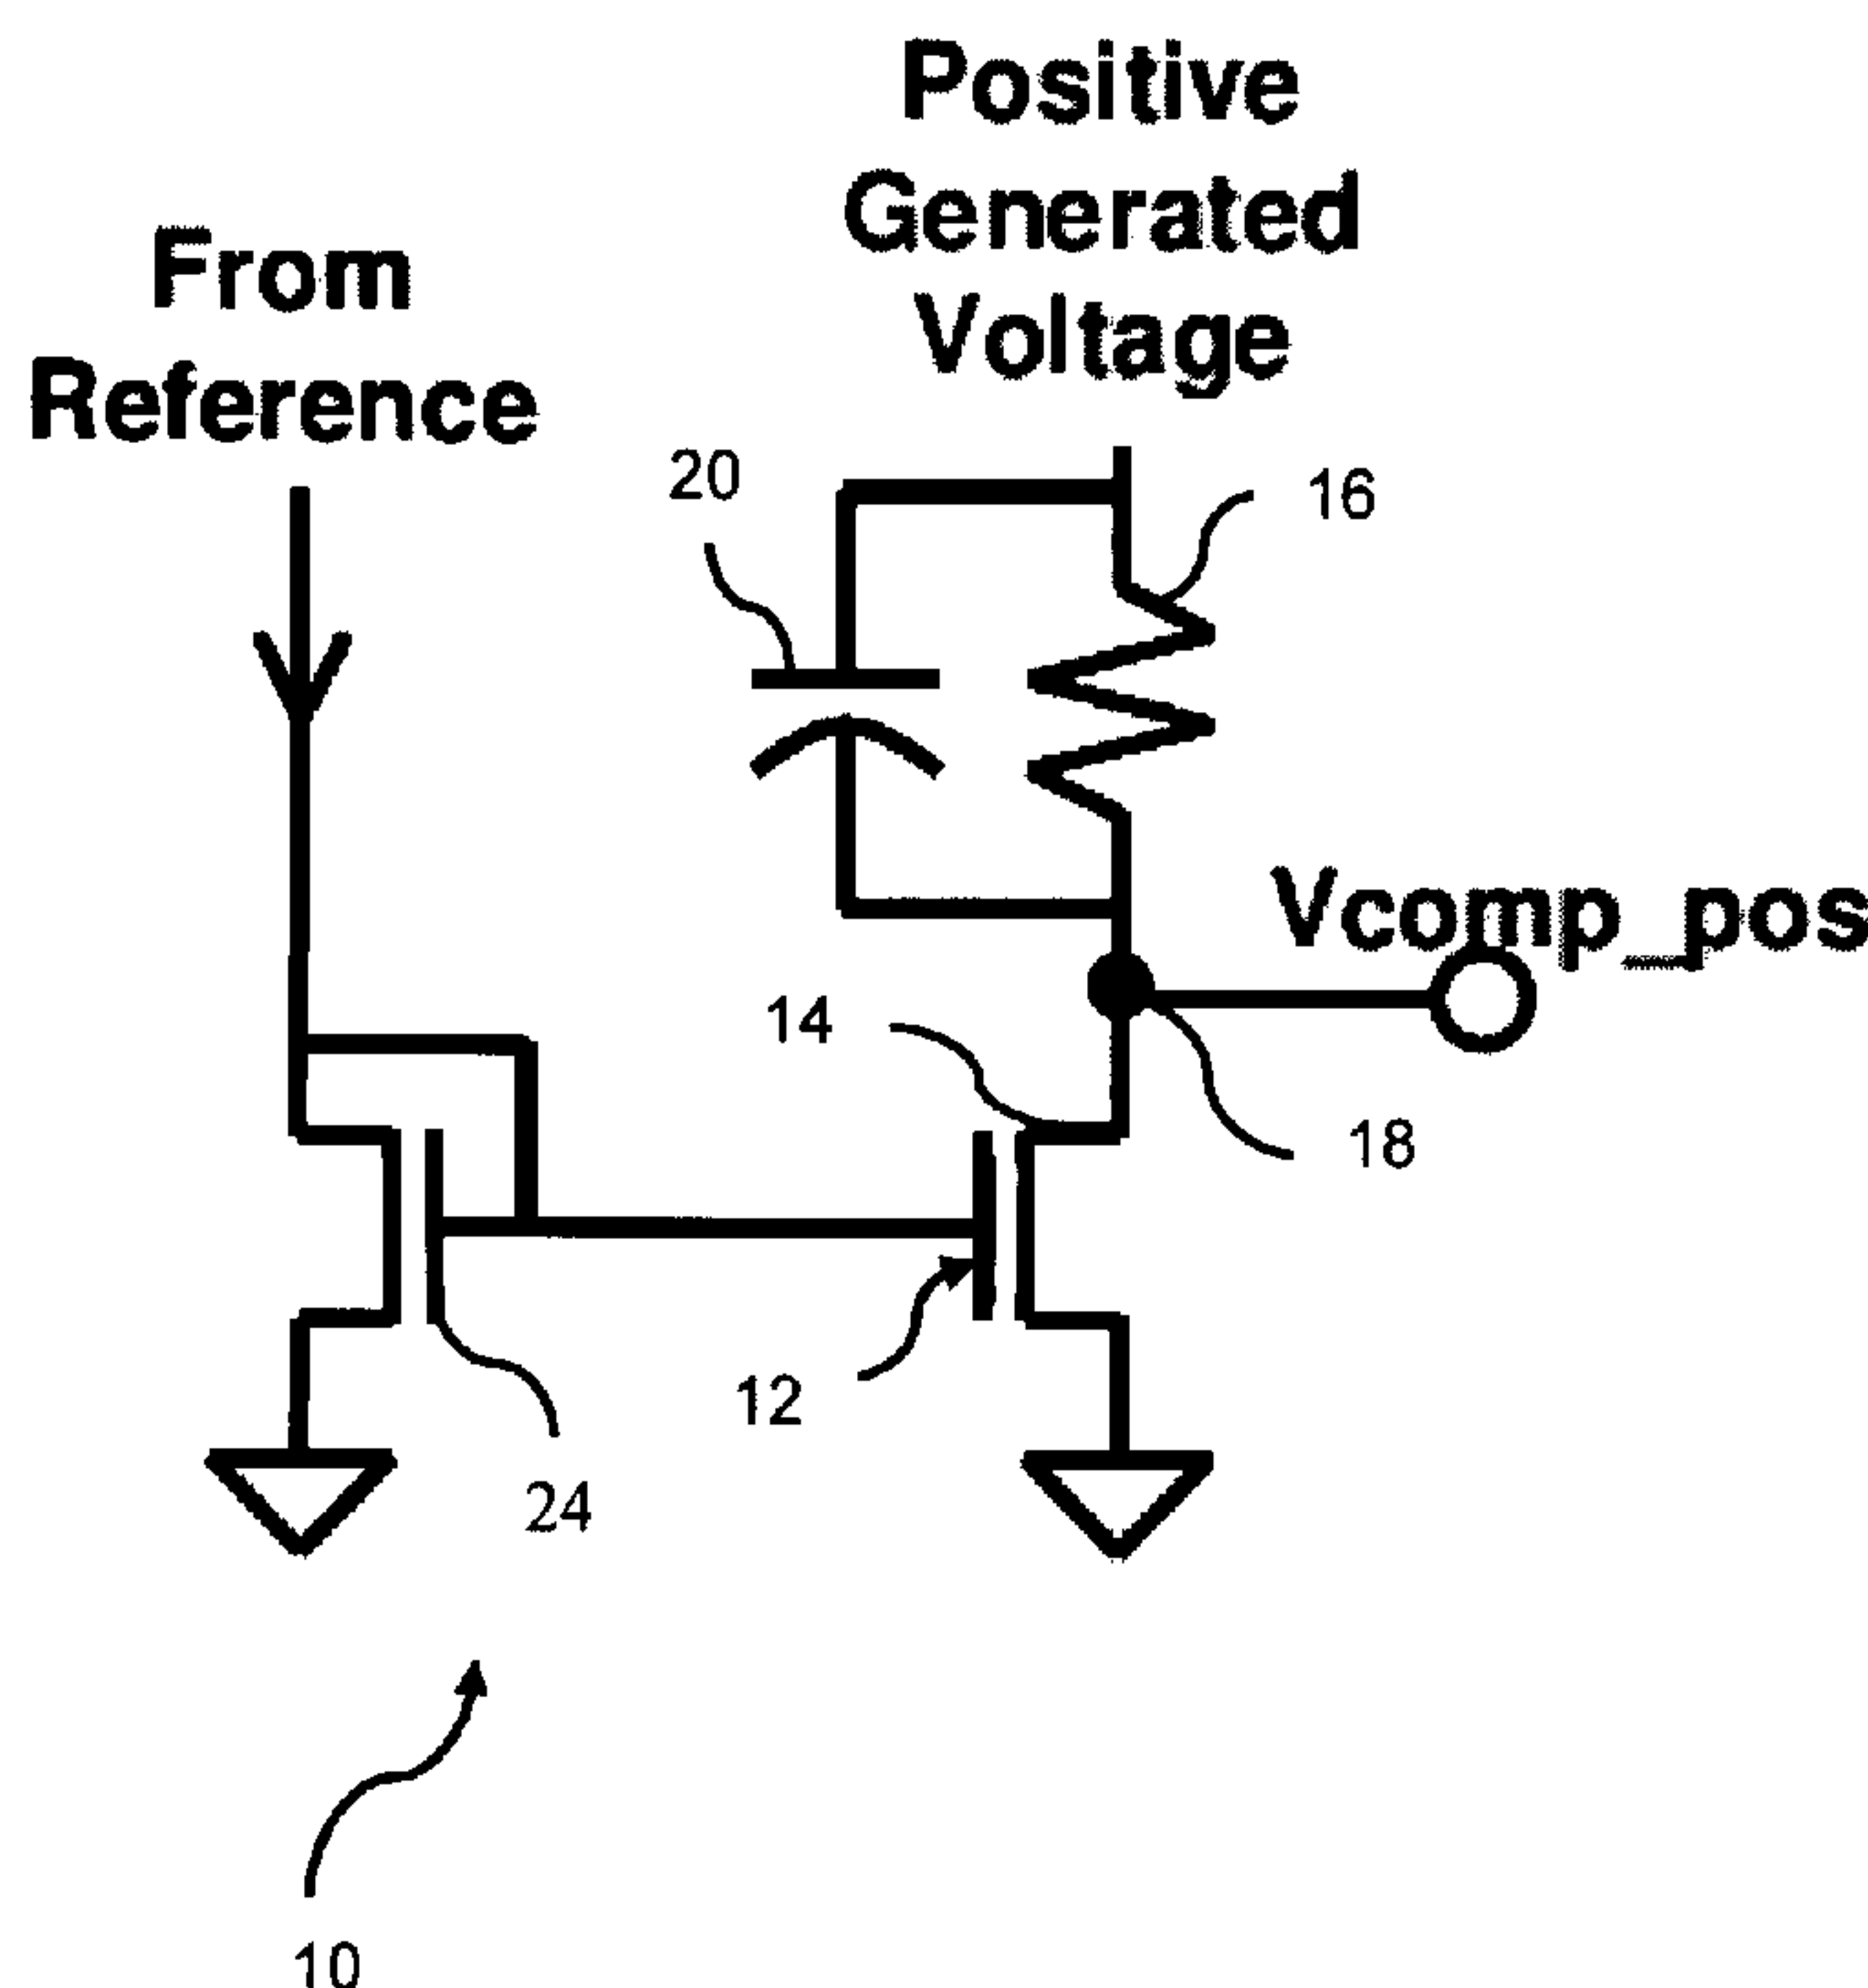 Positive
Generated
Voltage
From
Reference
20
16
Vcomp_pos
14
18
12
24
10